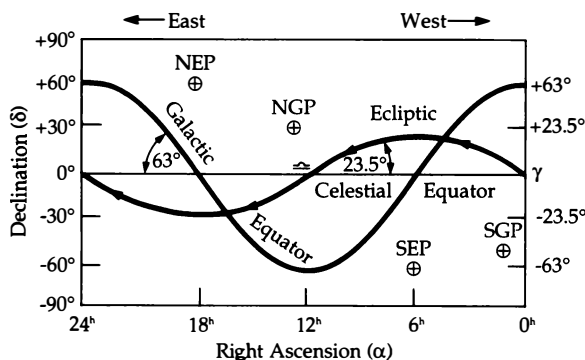 East West
+90°
+60°
+30°
0°
-30°
-60°
-90°
Declination (δ)
NEP
NGP
Galactic
Equator
63°
♎
Ecliptic
23.5°
Celestial Equator
SEP
SGP
+63°
+23.5°
γ
-23.5°
-63°
24ʰ 18ʰ 12ʰ 6ʰ 0ʰ
Right Ascension (α)